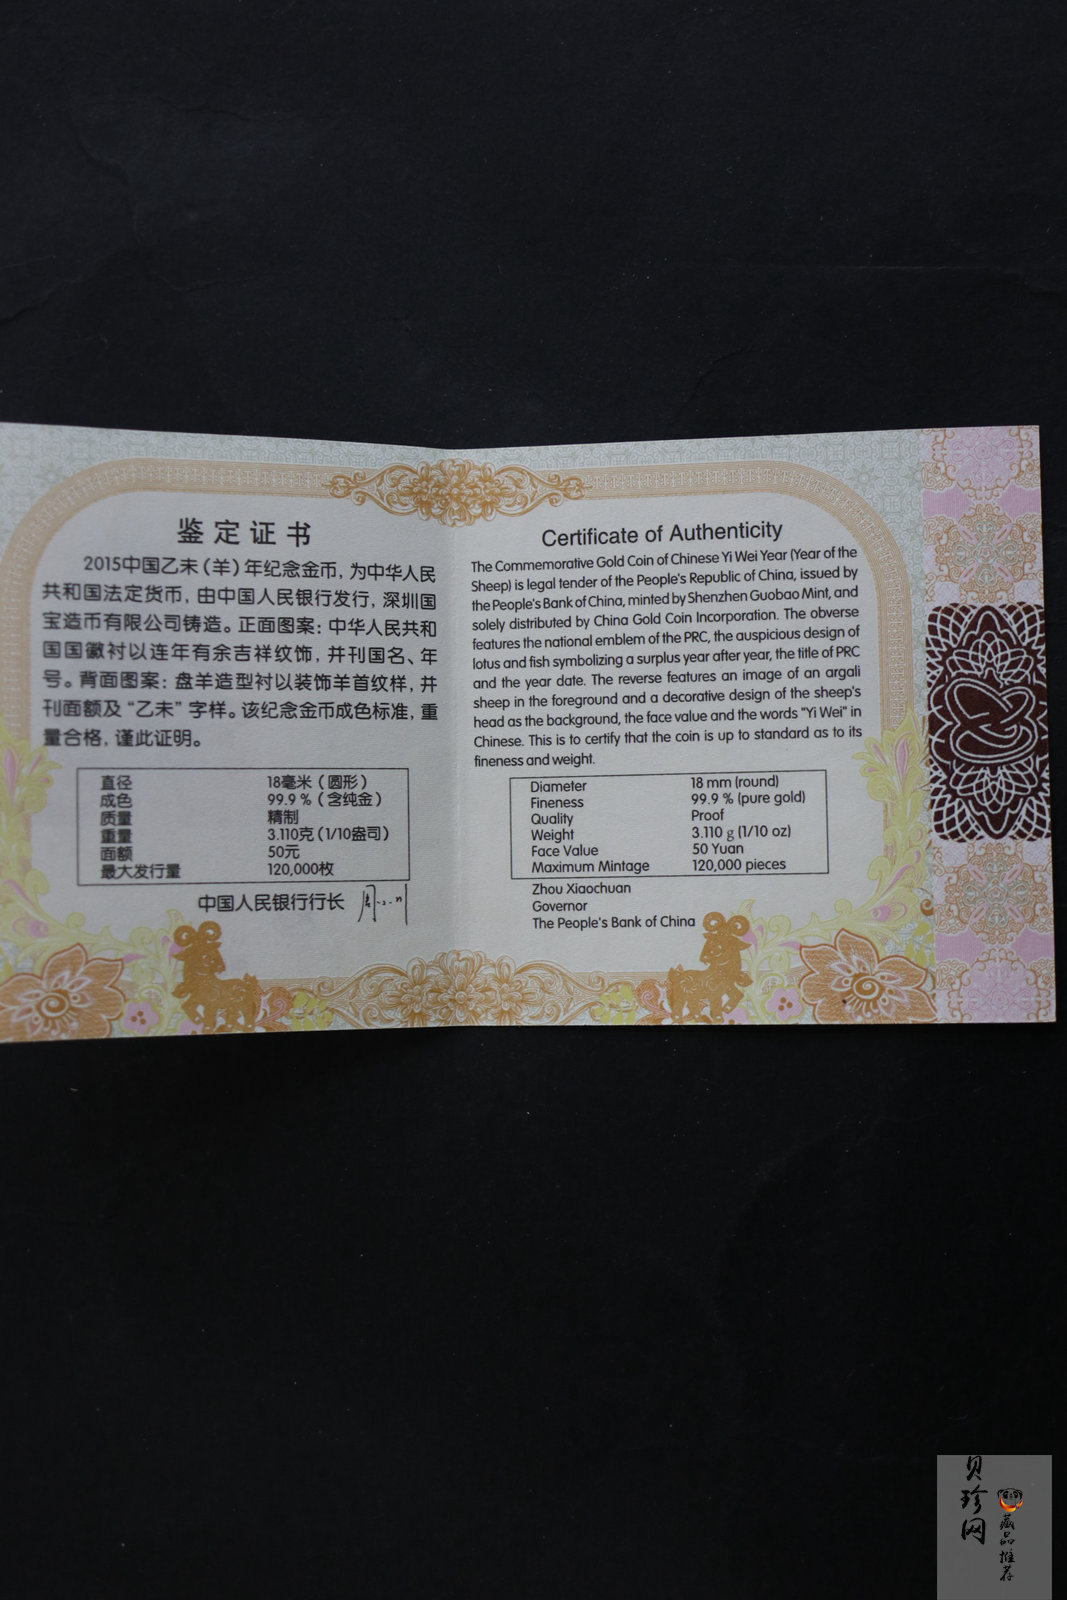 鉴定证书
2015中国乙未（羊）年纪念金币，为中华人民
共和国法定货币，由中国人民银行发行，深圳国
宝造币有限公司铸造。正面图案：中华人民共和
国国徽衬以连年有余吉祥纹饰，并刊国名、年
号。背面图案：盘羊造型衬以装饰羊首纹样，并
刊面额及“乙未”字样。该纪念金币成色标准，重
量合格，谨此证明。
直径 18毫米（圆形）
成色 99.9％（含纯金）
质量 精制
重量 3.110克（1/10盎司）
面额 50元
最大发行量 120,000枚
中国人民银行行长
Certificate of Authenticity
The Commemorative Gold Coin of Chinese Yi Wei Year (Year of the
Sheep) is legal tender of the People's Republic of China, issued by
the People's Bank of China, minted by Shenzhen Guobao Mint, and
solely distributed by China Gold Coin Incorporation. The obverse
features the national emblem of the PRC, the auspicious design of
lotus and fish symbolizing a surplus year after year, the title of PRC
and the year date. The reverse features an image of an argali
sheep in the foreground and a decorative design of the sheep's
head as the background, the face value and the words "Yi Wei" in
Chinese. This is to certify that the coin is up to standard as to its
fineness and weight.
Diameter 18 mm (round)
Fineness 99.9 % (pure gold)
Quality Proof
Weight 3.110 g (1/10 oz)
Face Value 50 Yuan
Maximum Mintage 120,000 pieces
Zhou Xiaochuan
Governor
The People's Bank of China
贝珍网
藏品推荐